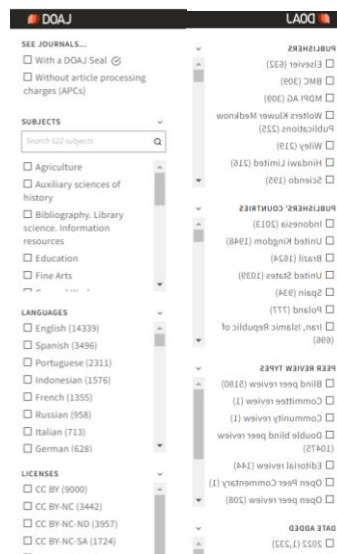 DOAJ
SEE JOURNALS...
With a DOAJ Seal
Without article processing
charges (APCs)
SUBJECTS
Search 522 subjects
Agriculture
Auxiliary sciences of
history
Bibliography. Library
science. Information
resources
Education
Fine Arts
LANGUAGES
English (14339)
Spanish (3496)
Portuguese (2311)
Indonesian (1576)
French (1355)
Russian (958)
Italian (713)
German (628)
LICENSES
CC BY (9000)
CC BY-NC (3442)
CC BY-NC-ND (3957)
CC BY-NC-SA (1724)
DOAJ
PUBLISHERS
Elsevier (632)
BMC (309)
MDPI AG (309)
Wolters Kluwer Medknow
Publications (225)
Wiley (219)
Hindawi Limited (216)
Sciendo (195)
PUBLISHERS' COUNTRIES
Indonesia (2013)
United Kingdom (1948)
Brazil (1624)
United States (1039)
Spain (934)
Poland (777)
Iran, Islamic Republic of
(696)
PEER REVIEW TYPES
Blind peer review (5180)
Committee review (1)
Community review (1)
Double blind peer review
(10475)
Editorial review (144)
Open Peer Commentary (1)
Open peer review (208)
DATE ADDED
2022 (1,232)